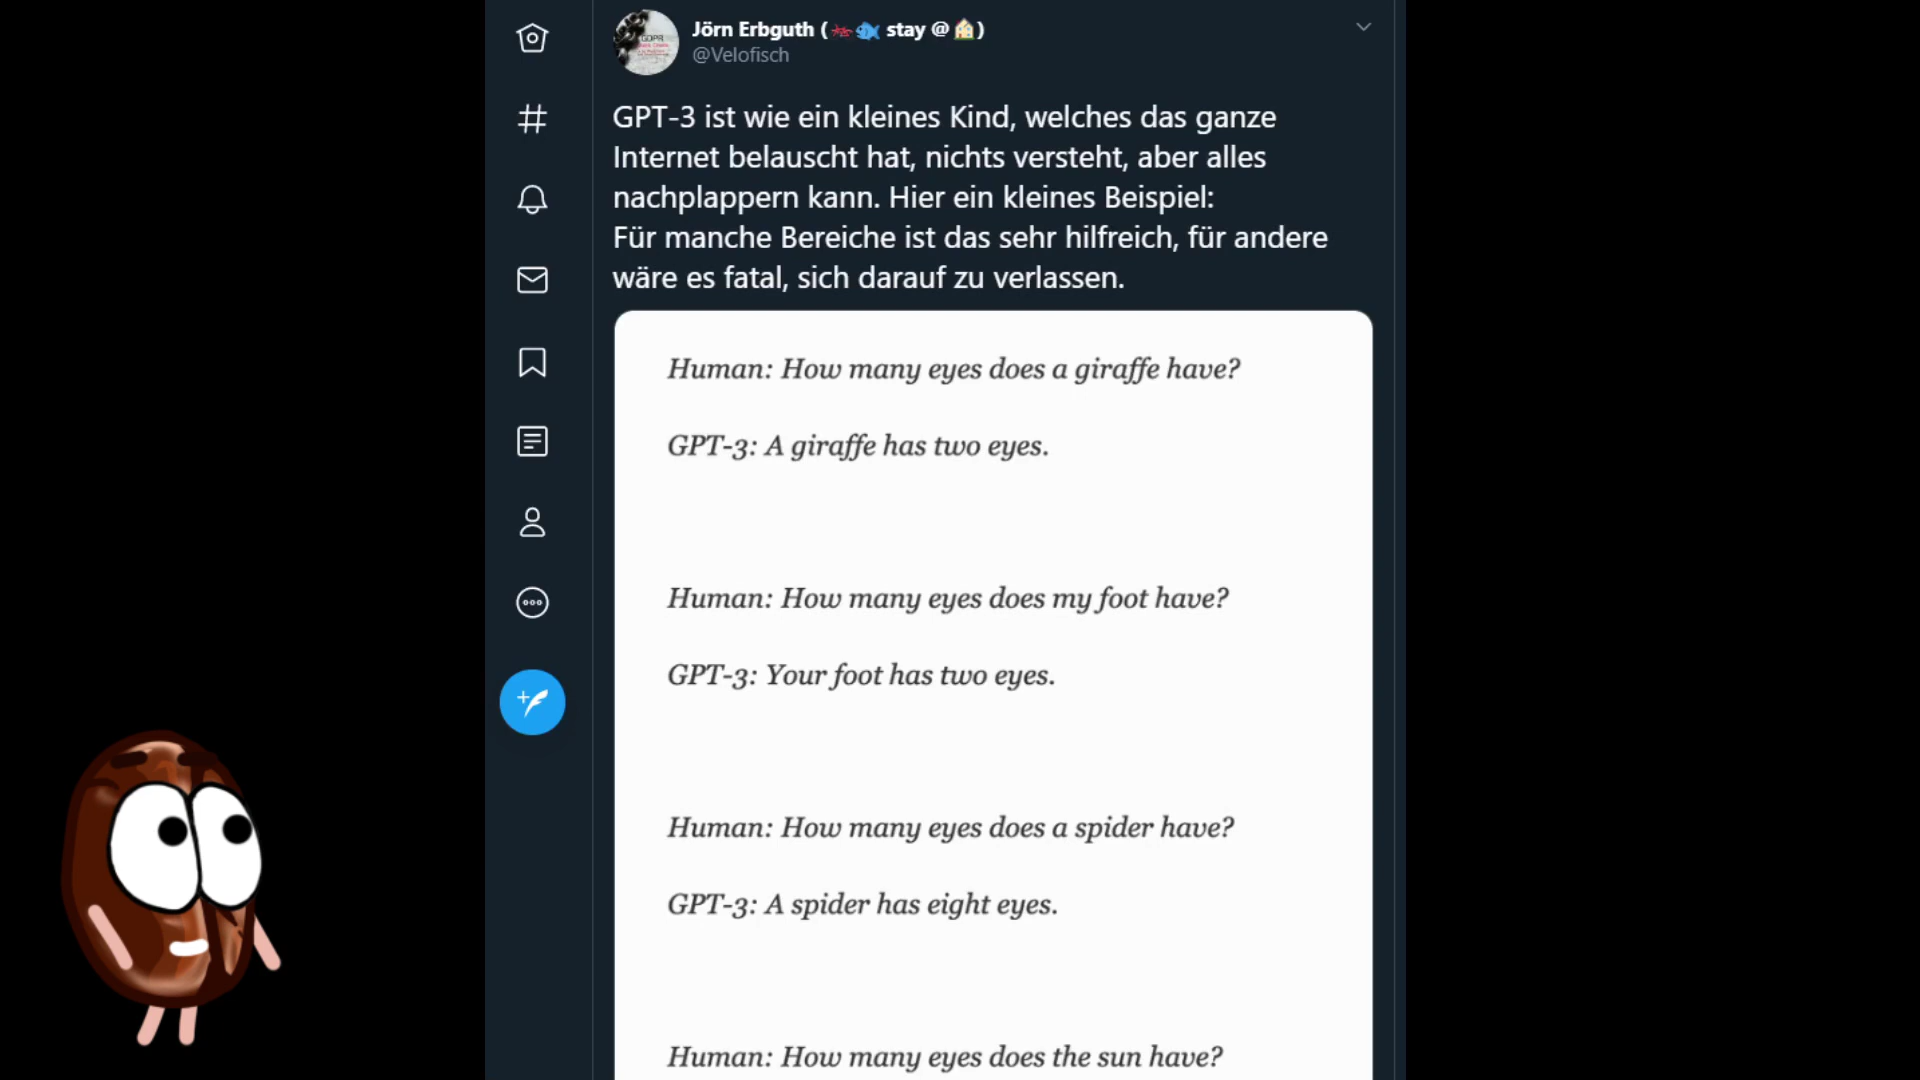 Jörn Erbguth (🦗🐟 stay @🏠)
@Velofisch
GPT-3 ist wie ein kleines Kind, welches das ganze
Internet belauscht hat, nichts versteht, aber alles
nachplappern kann. Hier ein kleines Beispiel:
Für manche Bereiche ist das sehr hilfreich, für andere
wäre es fatal, sich darauf zu verlassen.
Human: How many eyes does a giraffe have?
GPT-3: A giraffe has two eyes.
Human: How many eyes does my foot have?
GPT-3: Your foot has two eyes.
Human: How many eyes does a spider have?
GPT-3: A spider has eight eyes.
Human: How many eyes does the sun have?